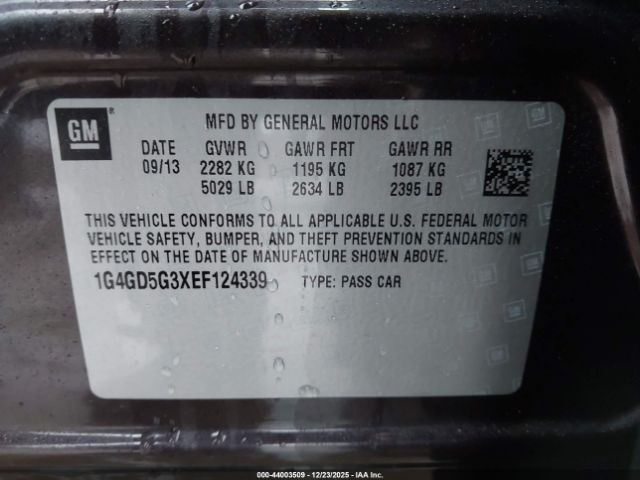 GM
MFD BY GENERAL MOTORS LLC
DATE GVWR GAWR FRT GAWR RR
09/13 2282 KG 1195 KG 1087 KG
5029 LB 2634 LB 2395 LB
THIS VEHICLE CONFORMS TO ALL APPLICABLE U.S. FEDERAL MOTOR
VEHICLE SAFETY, BUMPER, AND THEFT PREVENTION STANDARDS IN
EFFECT ON THE DATE OF MANUFACTURE SHOWN ABOVE.
1G4GD5G3XEF124339 TYPE: PASS CAR
000-44003509 - 12/23/2025 - IAA Inc.